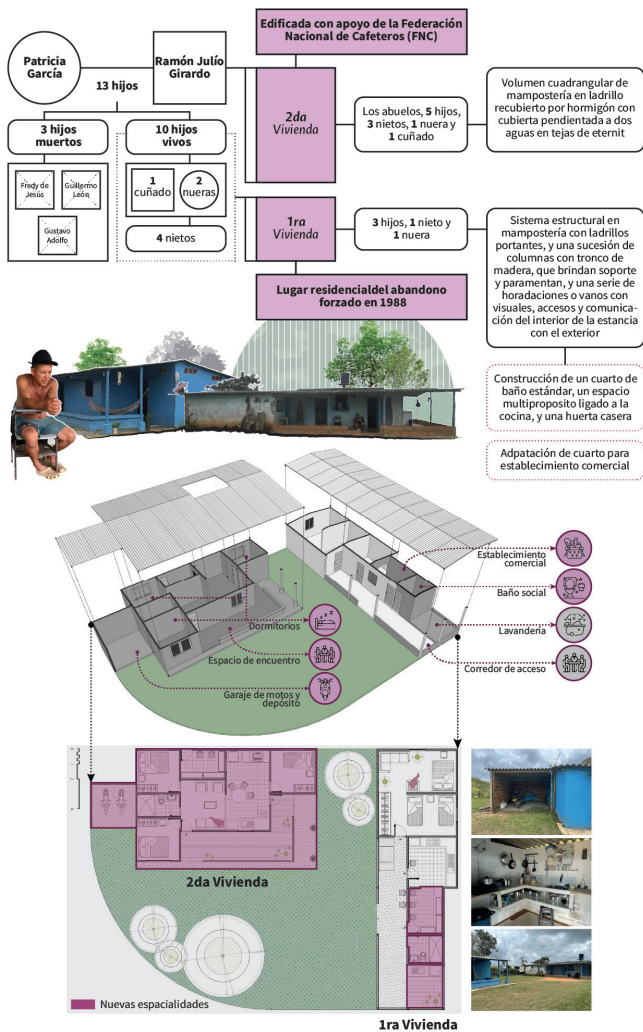 Edificada con apoyo de la Federación
Nacional de Cafeteros (FNC)
Patricia
García
Ramón Julío
Girardo
13 hijos
3 hijos
muertos
10 hijos
vivos
Fredy de
Jesús
Guillermo
León
Gustavo
Adolfo
1
cuñado
2
nueras
4 nietos
2da
Vivienda
Los abuelos, 5 hijos,
3 nietos, 1 nuera y
1 cuñado
Volumen cuadrangular de
mampostería en ladrillo
recubierto por hormigón con
cubierta pendientada a dos
aguas en tejas de eternit
1ra
Vivienda
3 hijos, 1 nieto y
1 nuera
Sistema estructural en
mampostería con ladrillos
portantes, y una sucesión de
columnas con tronco de
madera, que brindan soporte
y paramentan, y una serie de
horadaciones o vanos con
visuales, accesos y comunica-
ción del interior de la estancia
con el exterior
Lugar residencialdel abandono
forzado en 1988
Construcción de un cuarto de
baño estándar, un espacio
multiproposito ligado a la
cocina, y una huerta casera
Adpatación de cuarto para
establecimiento comercial
Establecimiento
comercial
Baño social
Lavandería
Corredor de acceso
Dormitorios
Espacio de encuentro
Garaje de motos y
depósito
2da Vivienda
Nuevas espacialidades
1ra Vivienda